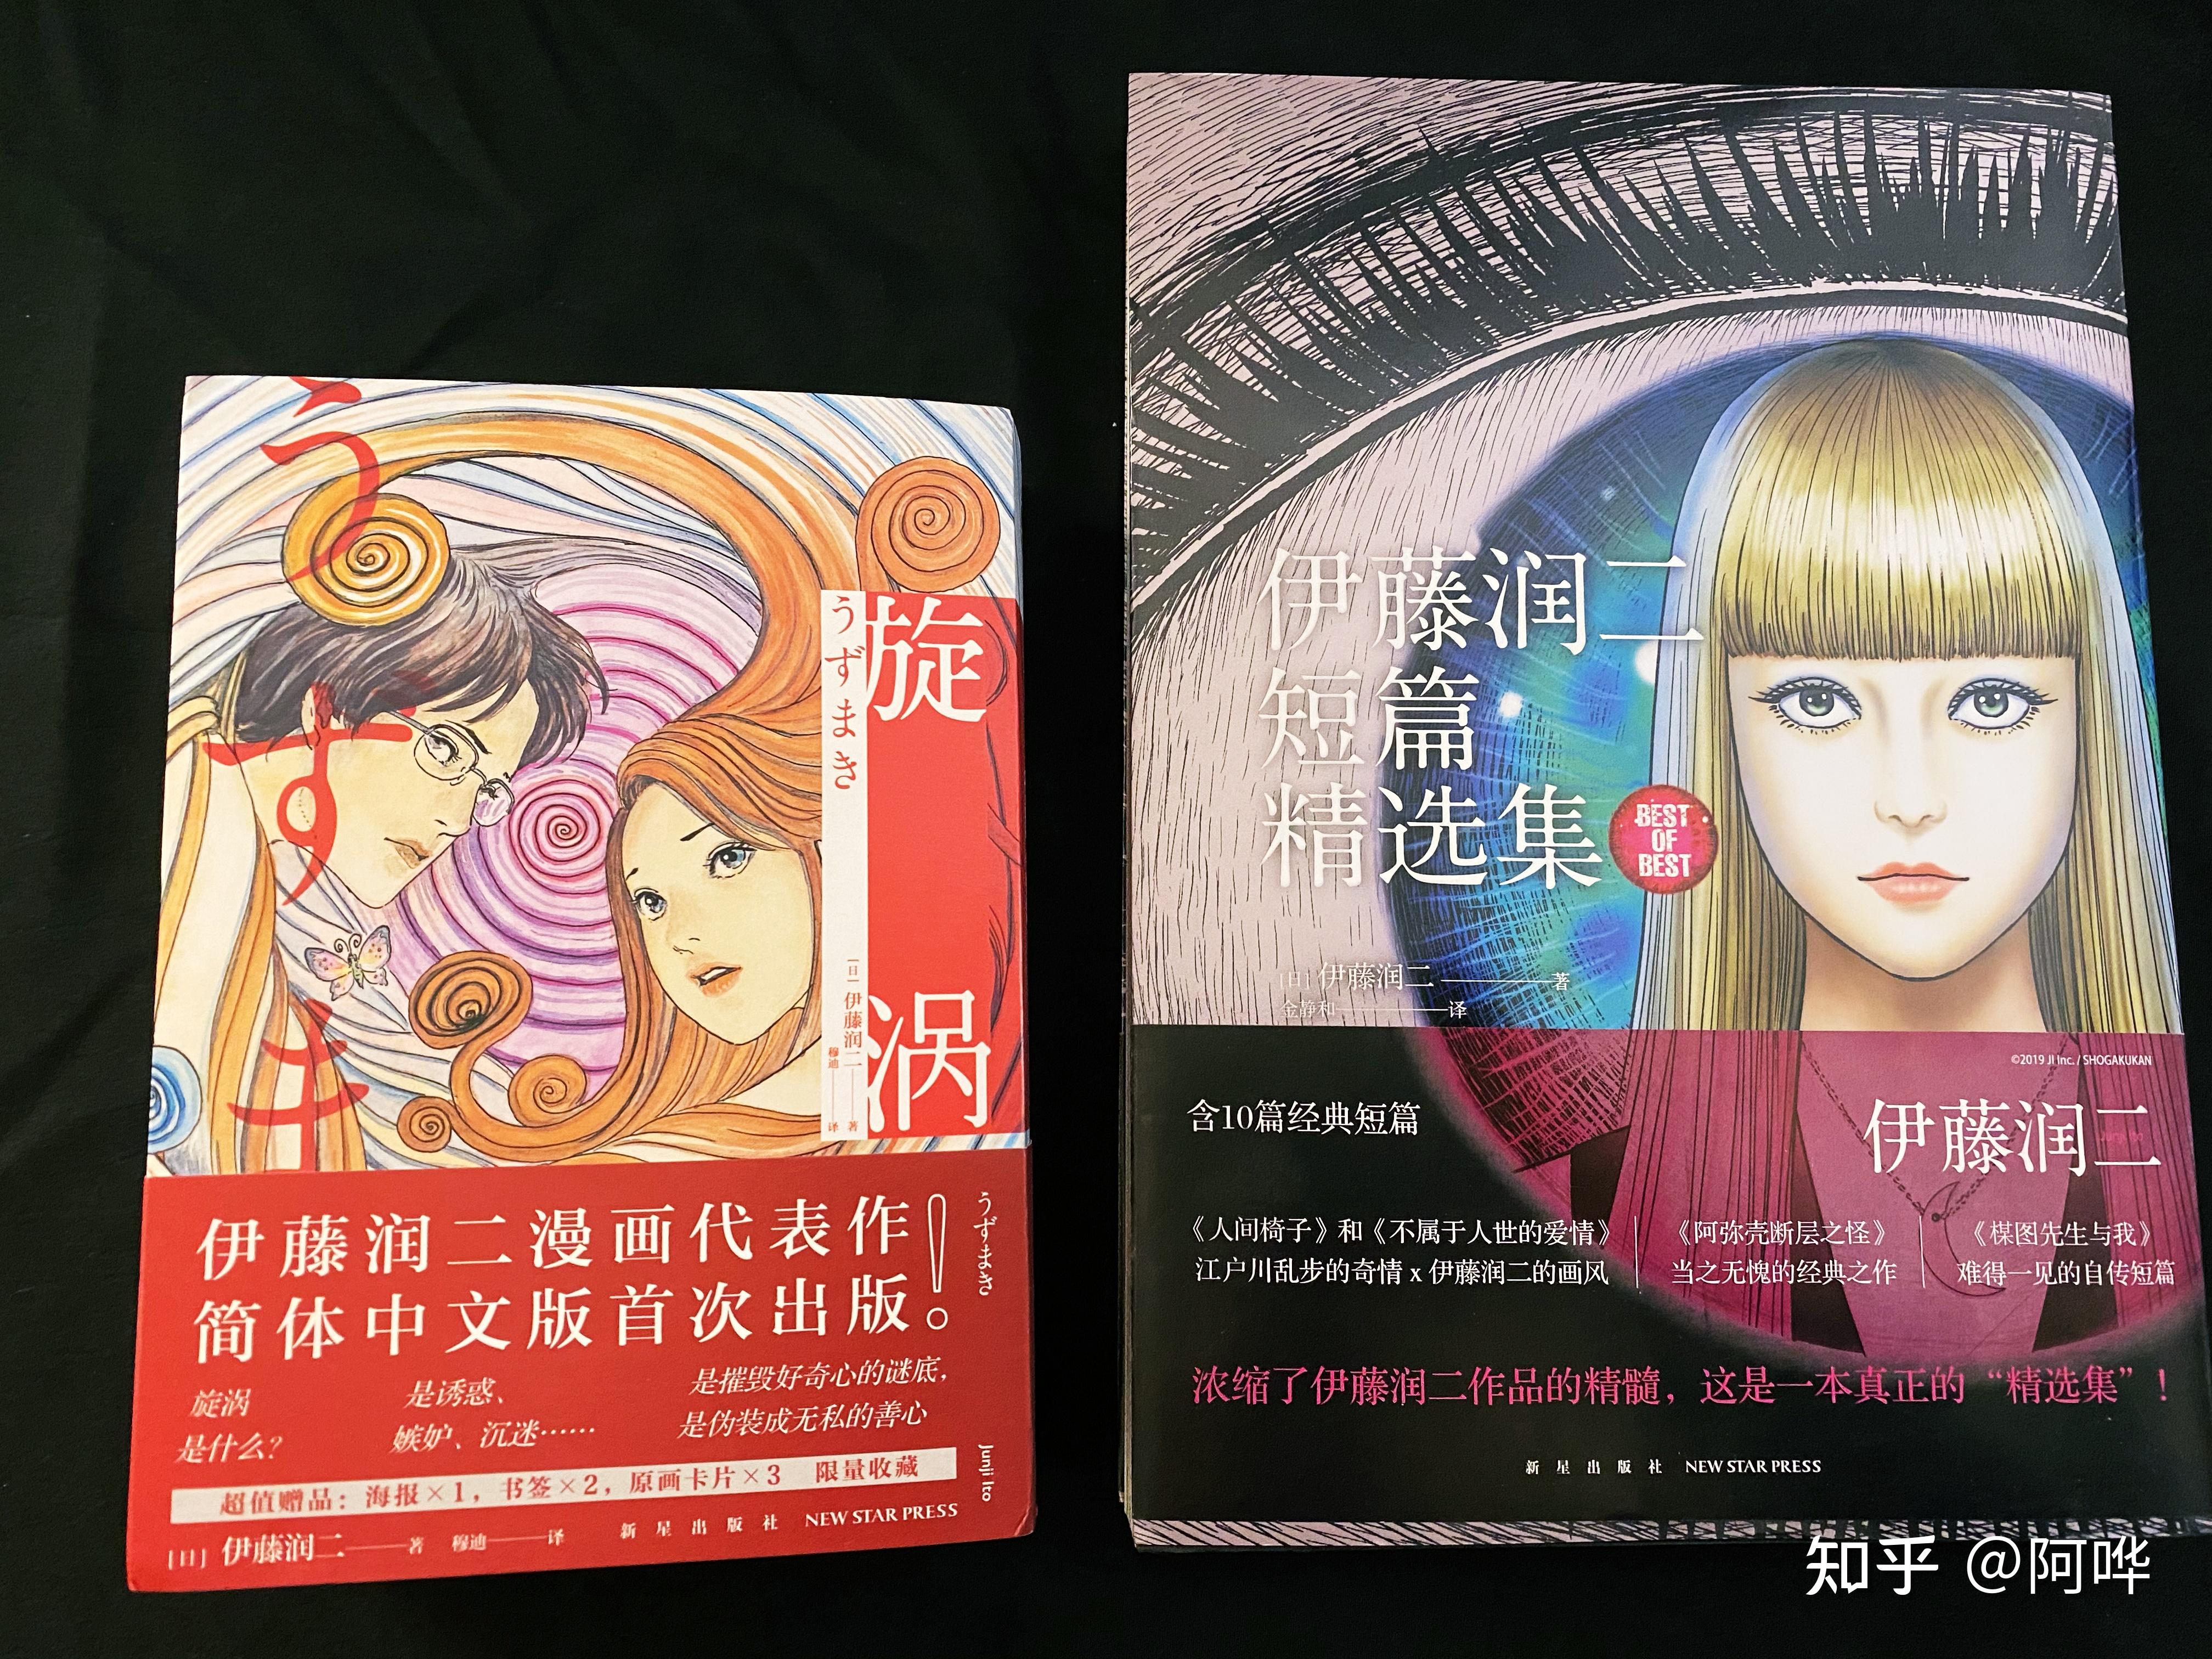 うずま
旋涡
うずまき
[日]伊藤润二——著
穆迪——译
伊藤润二漫画代表作
简体中文版首次出版!
うずまき
旋涡
是什么?
是诱惑、
嫉妒、沉迷……
是摧毁好奇心的谜底，
是伪装成无私的善心
超值赠品：海报×1，书签×2，原画卡片×3 限量收藏
Junji Ito
[日] 伊藤润二——著 穆迪——译 新星出版社 NEW STAR PRESS
伊藤润二
短篇
精选集
BEST
OF
BEST
[日] 伊藤润二——著
金静和——译
©2019 JI Inc. / SHOGAKUKAN
含10篇经典短篇
伊藤润二
Junji Ito
《人间椅子》和《不属于人世的爱情》
江户川乱步的奇情 x 伊藤润二的画风
《阿弥壳断层之怪》
当之无愧的经典之作
《楳图先生与我》
难得一见的自传短篇
浓缩了伊藤润二作品的精髓，这是一本真正的“精选集”！
新星出版社 NEW STAR PRESS
知乎 @阿哗